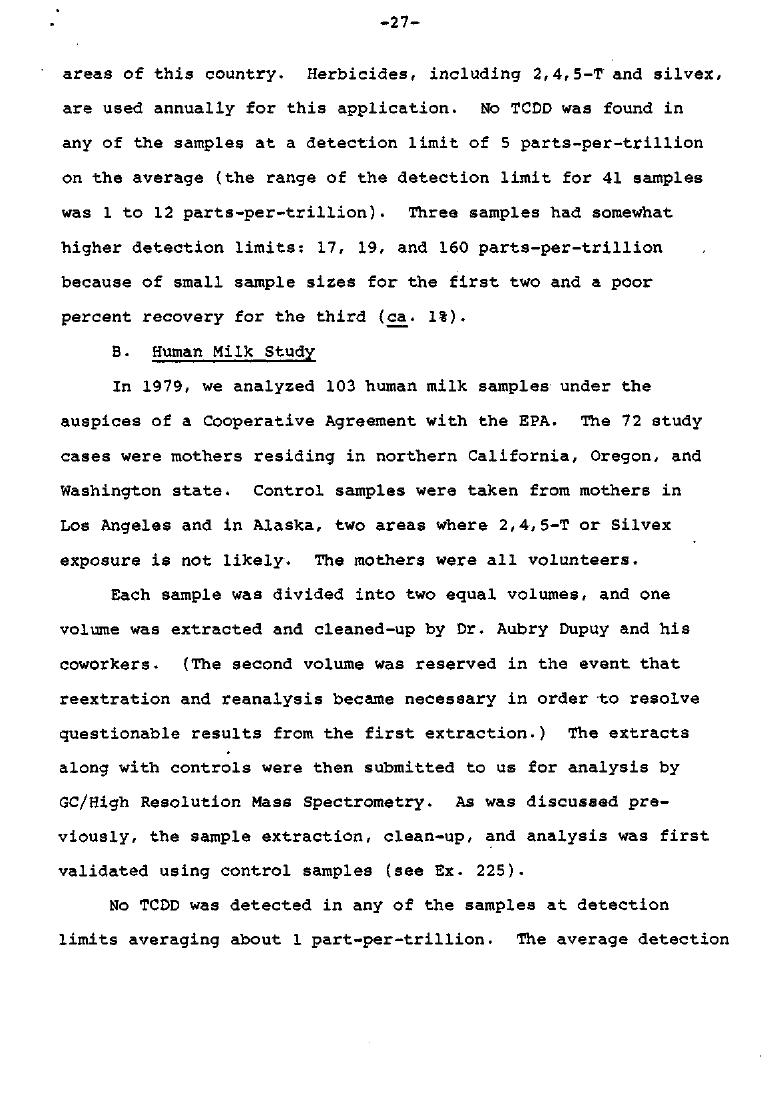 -27-
areas of this country. Herbicides, including 2,4,5-T and silvex,
are used annually for this application. No TCDD was found in
any of the samples at a detection limit of 5 parts-per-trillion
on the average (the range of the detection limit for 41 samples
was 1 to 12 parts-per-trillion). Three samples had somewhat
higher detection limits: 17, 19, and 160 parts-per-trillion
because of small sample sizes for the first two and a poor
percent recovery for the third (ca. 1%).
B. Human Milk Study
In 1979, we analyzed 103 human milk samples under the
auspices of a Cooperative Agreement with the EPA. The 72 study
cases were mothers residing in northern California, Oregon, and
Washington state. Control samples were taken from mothers in
Los Angeles and in Alaska, two areas where 2,4,5-T or Silvex
exposure is not likely. The mothers were all volunteers.
Each sample was divided into two equal volumes, and one
volume was extracted and cleaned-up by Dr. Aubry Dupuy and his
coworkers. (The second volume was reserved in the event that
reextration and reanalysis became necessary in order to resolve
questionable results from the first extraction.) The extracts
along with controls were then submitted to us for analysis by
GC/High Resolution Mass Spectrometry. As was discussed pre-
viously, the sample extraction, clean-up, and analysis was first
validated using control samples (see Ex. 225).
No TCDD was detected in any of the samples at detection
limits averaging about 1 part-per-trillion. The average detection